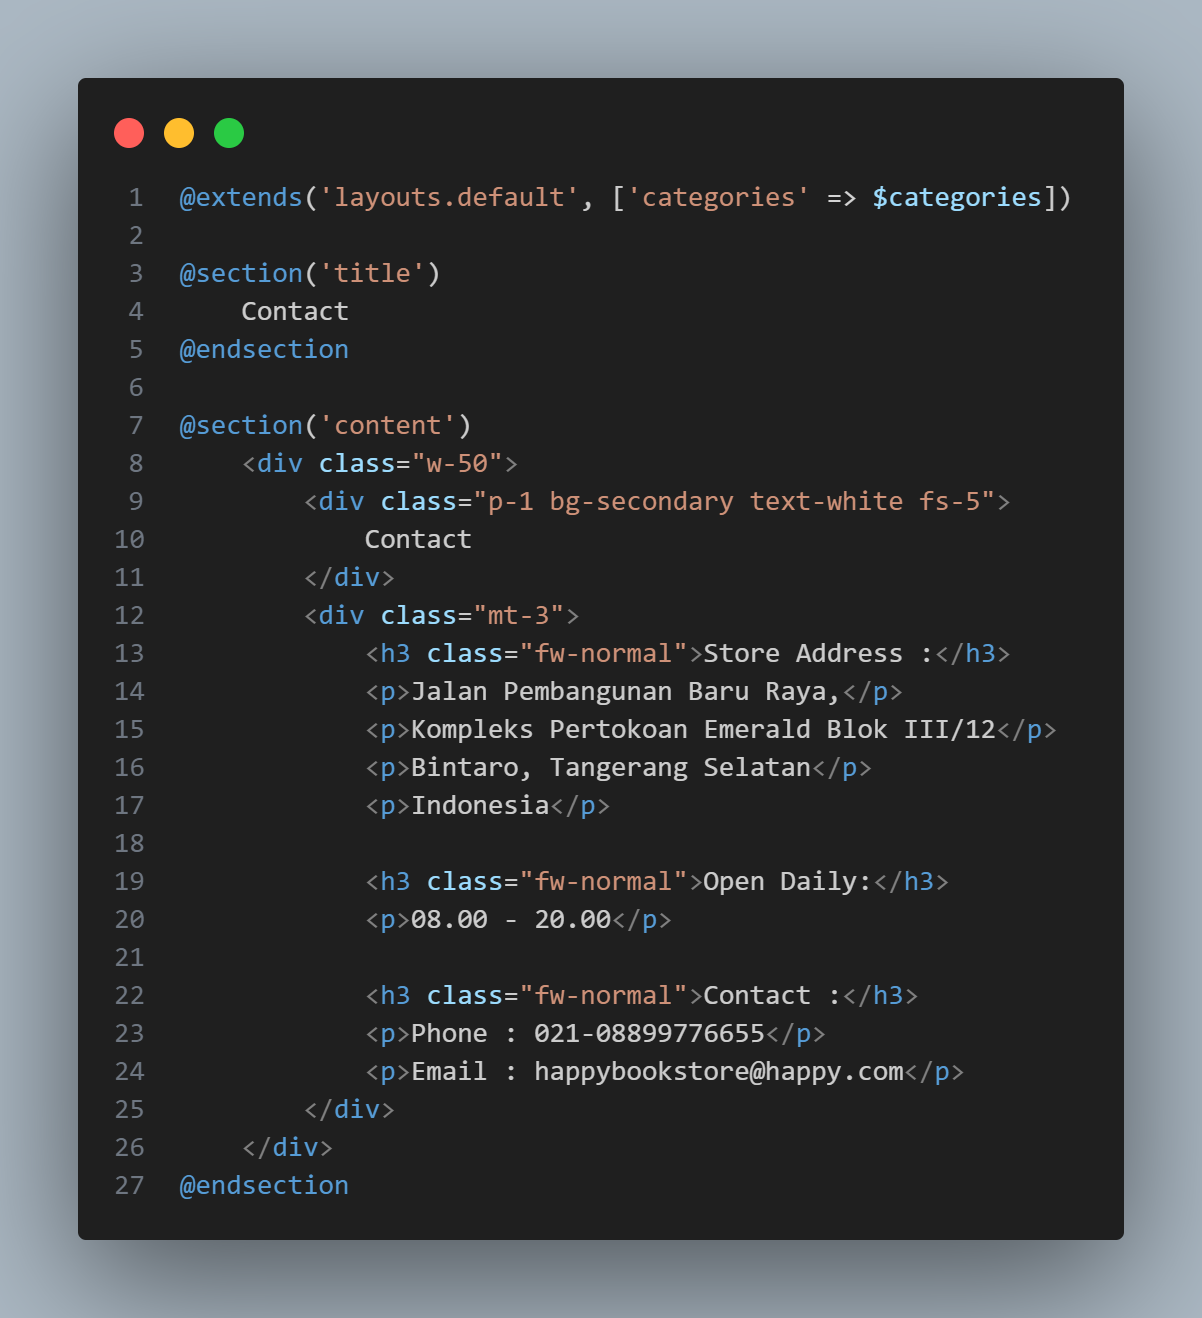 1 @extends('layouts.default', ['categories' => $categories])
2
3 @section('title')
4     Contact
5 @endsection
6
7 @section('content')
8     <div class="w-50">
9         <div class="p-1 bg-secondary text-white fs-5">
10             Contact
11         </div>
12         <div class="mt-3">
13             <h3 class="fw-normal">Store Address :</h3>
14             <p>Jalan Pembangunan Baru Raya,</p>
15             <p>Kompleks Pertokoan Emerald Blok III/12</p>
16             <p>Bintaro, Tangerang Selatan</p>
17             <p>Indonesia</p>
18
19             <h3 class="fw-normal">Open Daily:</h3>
20             <p>08.00 - 20.00</p>
21
22             <h3 class="fw-normal">Contact :</h3>
23             <p>Phone : 021-08899776655</p>
24             <p>Email : happybookstore@happy.com</p>
25         </div>
26     </div>
27 @endsection